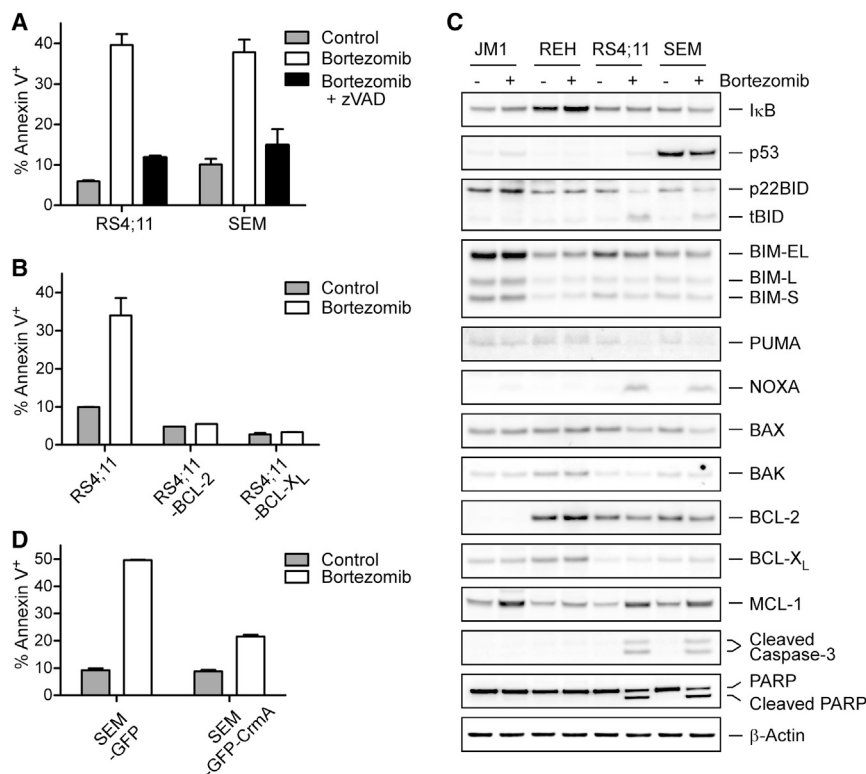 A
% Annexin V+
40
30
20
10
0
Control
Bortezomib
Bortezomib
+ zVAD
RS4;11
SEM
B
% Annexin V+
40
30
20
10
0
Control
Bortezomib
RS4;11
RS4;11
-BCL-2
RS4;11
-BCL-XL
D
% Annexin V+
50
40
30
20
10
0
Control
Bortezomib
SEM
-GFP
SEM
-GFP-CrmA
C
JM1 REH RS4;11 SEM
- + - + - + - + Bortezomib
IκB
p53
p22BID
tBID
BIM-EL
BIM-L
BIM-S
PUMA
NOXA
BAX
BAK
BCL-2
BCL-XL
MCL-1
Cleaved
Caspase-3
PARP
Cleaved PARP
β-Actin